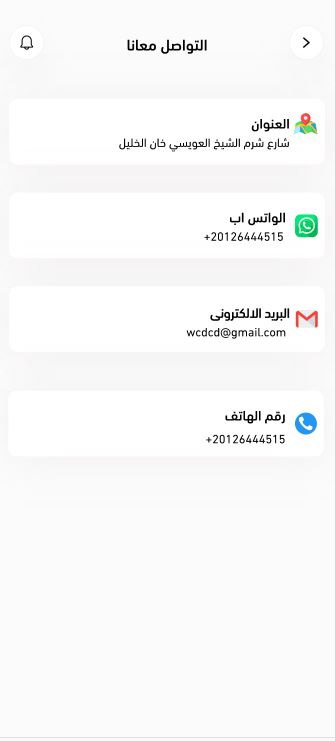 التواصل معانا
العنوان
شارع شرم الشيخ العويسي خان الخليل
الواتس اب
+20126444515
البريد الالكترونى
wcdcd@gmail.com
رقم الهاتف
+20126444515